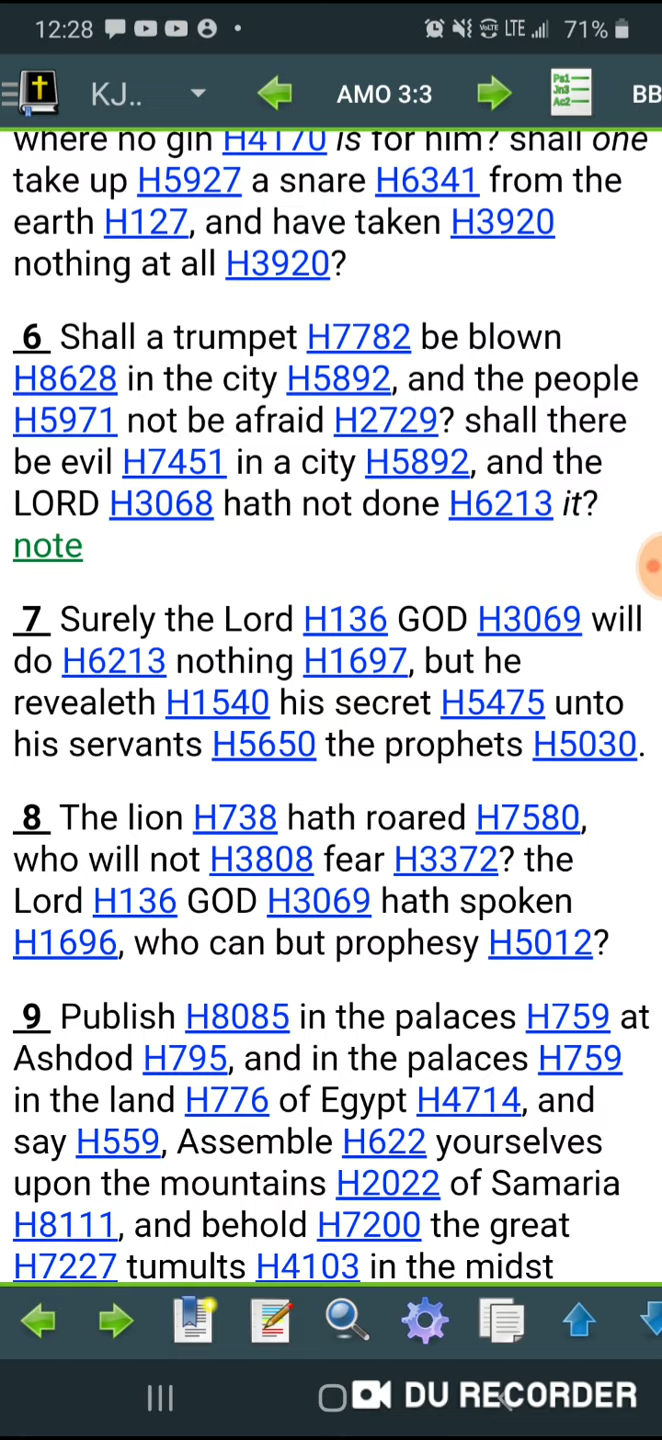 12:28
LTE 71%
KJ.. AMO 3:3 BB
where no gin H4170 is for him? shall one
take up H5927 a snare H6341 from the
earth H127, and have taken H3920
nothing at all H3920?
6 Shall a trumpet H7782 be blown
H8628 in the city H5892, and the people
H5971 not be afraid H2729? shall there
be evil H7451 in a city H5892, and the
LORD H3068 hath not done H6213 it?
note
7 Surely the Lord H136 GOD H3069 will
do H6213 nothing H1697, but he
revealeth H1540 his secret H5475 unto
his servants H5650 the prophets H5030.
8 The lion H738 hath roared H7580,
who will not H3808 fear H3372? the
Lord H136 GOD H3069 hath spoken
H1696, who can but prophesy H5012?
9 Publish H8085 in the palaces H759 at
Ashdod H795, and in the palaces H759
in the land H776 of Egypt H4714, and
say H559, Assemble H622 yourselves
upon the mountains H2022 of Samaria
H8111, and behold H7200 the great
H7227 tumults H4103 in the midst
DU RECORDER